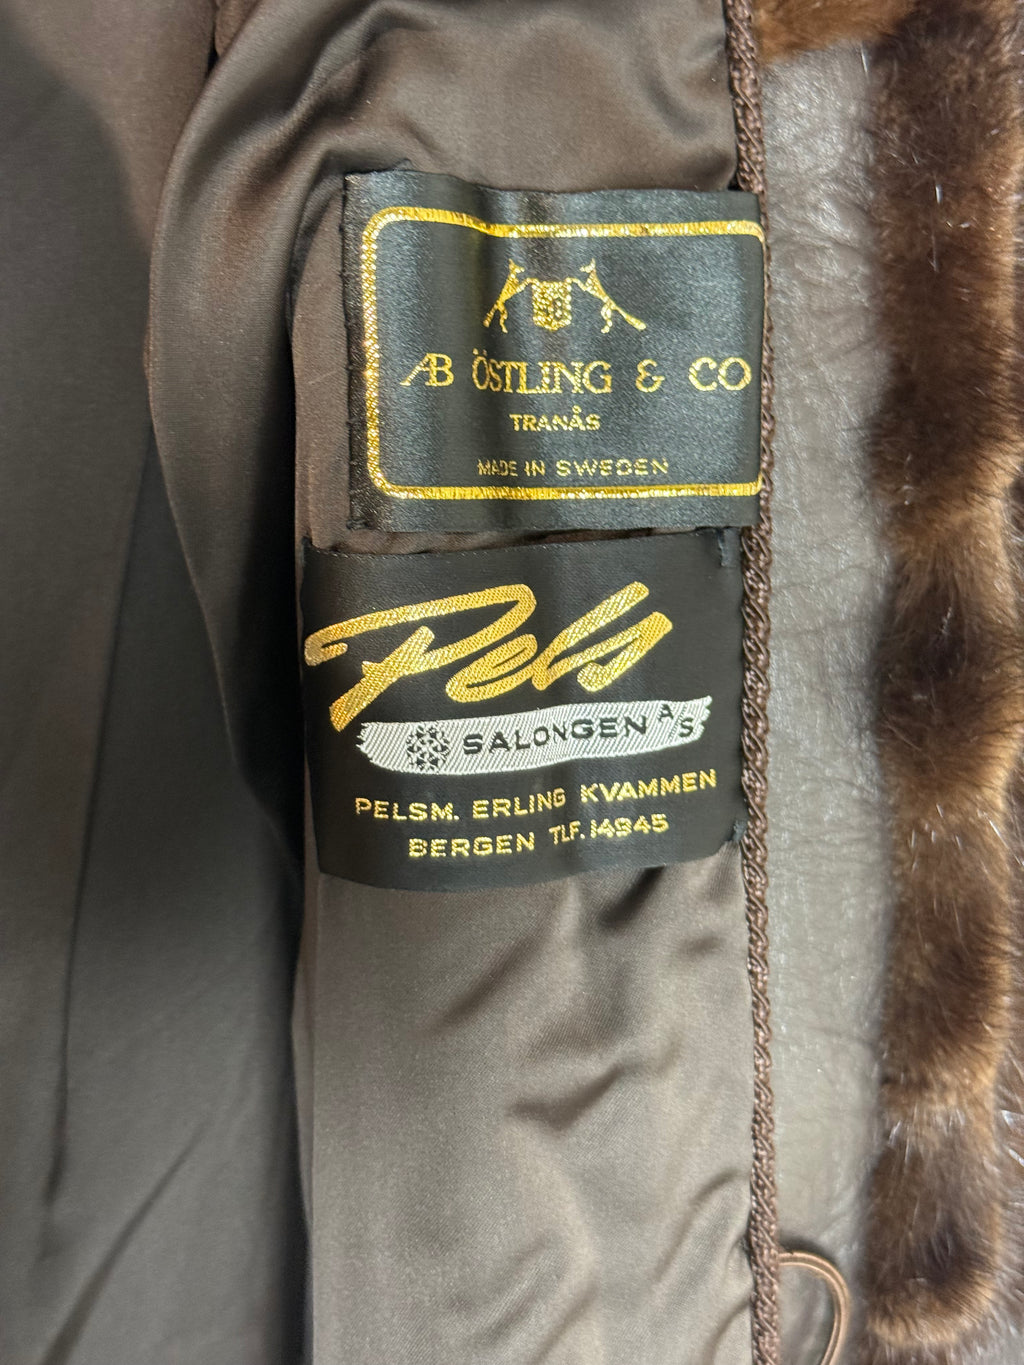 AB ÖSTLING & CO
TRANÅS
MADE IN SWEDEN
Pels
SALONGEN A/S
PELSM. ERLING KVAMMEN
BERGEN TLF. 14945